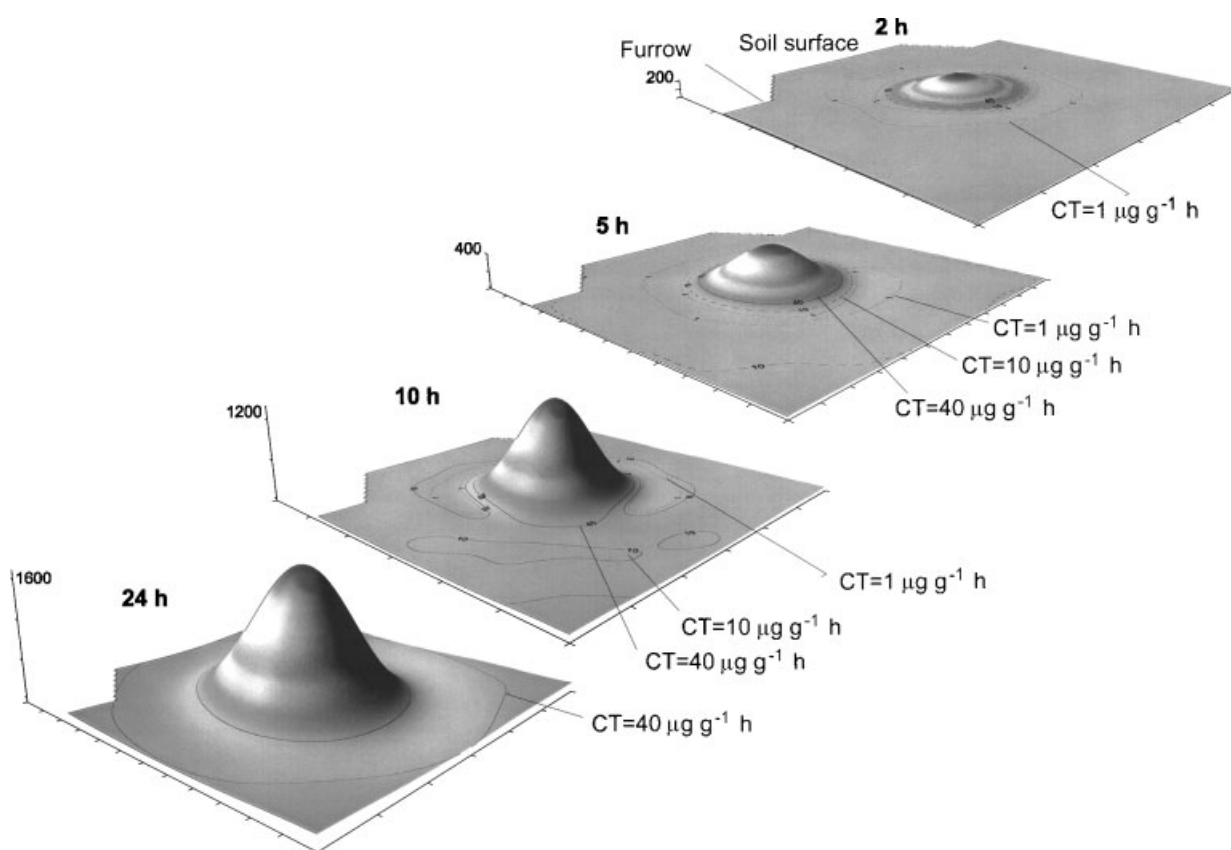 2 h
Soil surface
Furrow
200
CT=1 µg g⁻¹ h
5 h
400
CT=1 µg g⁻¹ h
CT=10 µg g⁻¹ h
CT=40 µg g⁻¹ h
10
10 h
1200
CT=1 µg g⁻¹ h
CT=10 µg g⁻¹ h
CT=40 µg g⁻¹ h
24 h
1600
CT=40 µg g⁻¹ h